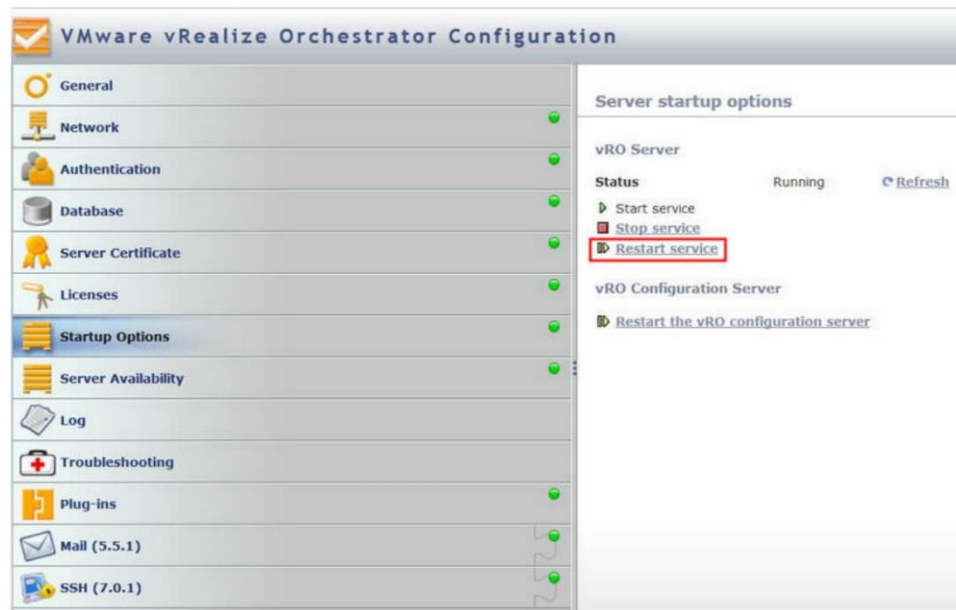 VMware vRealize Orchestrator Configuration
General
Network
Authentication
Database
Server Certificate
Licenses
Startup Options
Server Availability
Log
Troubleshooting
Plug-ins
Mail (5.5.1)
SSH (7.0.1)
Server startup options
vRO Server
Status Running Refresh
Start service
Stop service
Restart service
vRO Configuration Server
Restart the vRO configuration server